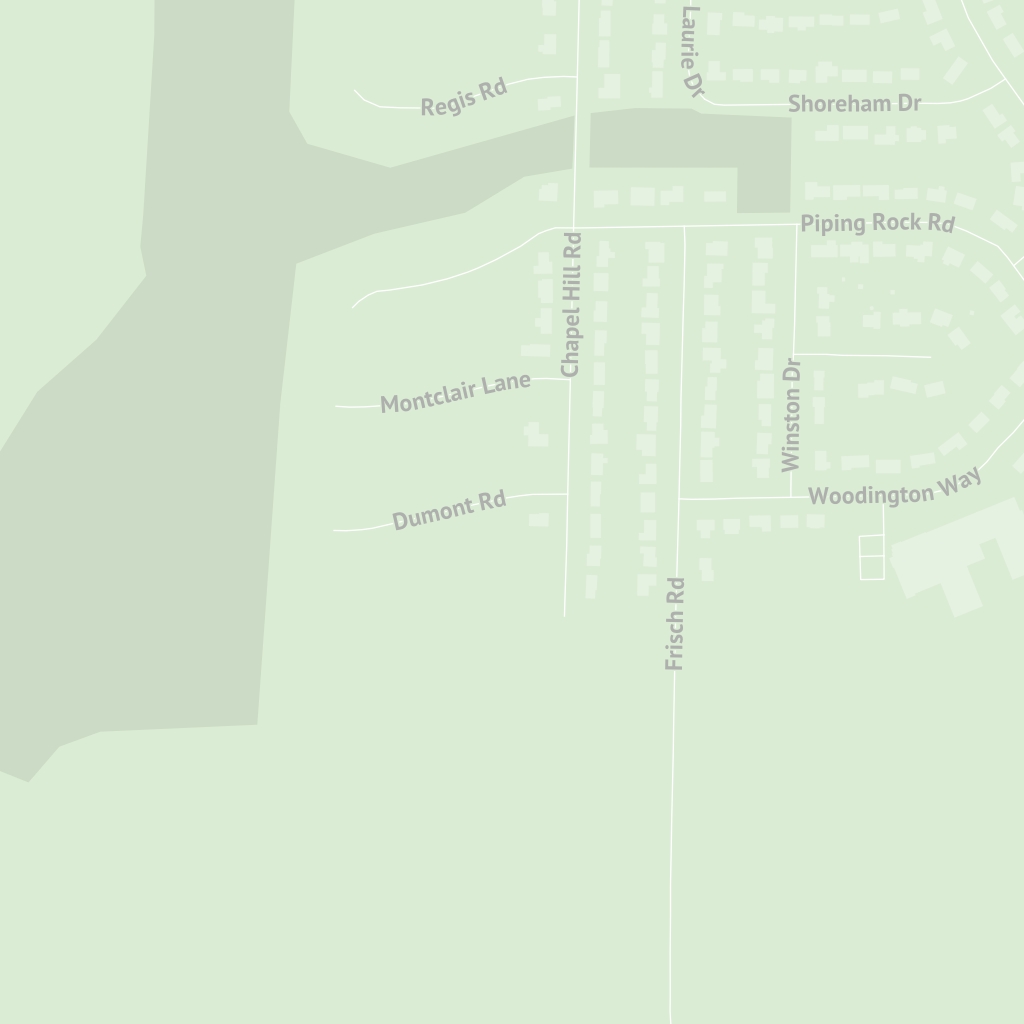 Laurie Dr
Regis Rd
Shoreham Dr
Piping Rock Rd
Chapel Hill Rd
Montclair Lane
Winston Dr
Woodington Way
Dumont Rd
Frisch Rd